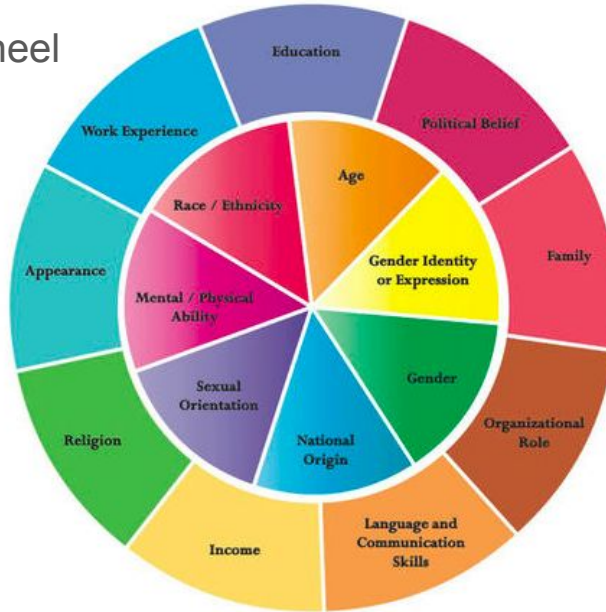 Education
Political Belief
Family
Organizational
Role
Language and
Communication
Skills
Income
Religion
Appearance
Work Experience
Age
Gender Identity
or Expression
Gender
National
Origin
Sexual
Orientation
Mental / Physical
Ability
Race / Ethnicity